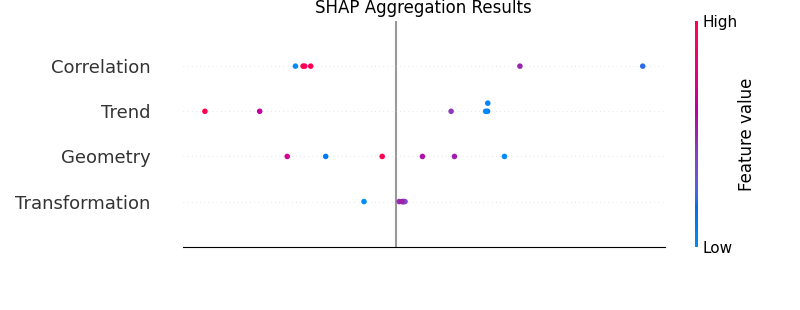 SHAP Aggregation Results
High
Correlation
Trend
Geometry
Transformation
Feature value
Low